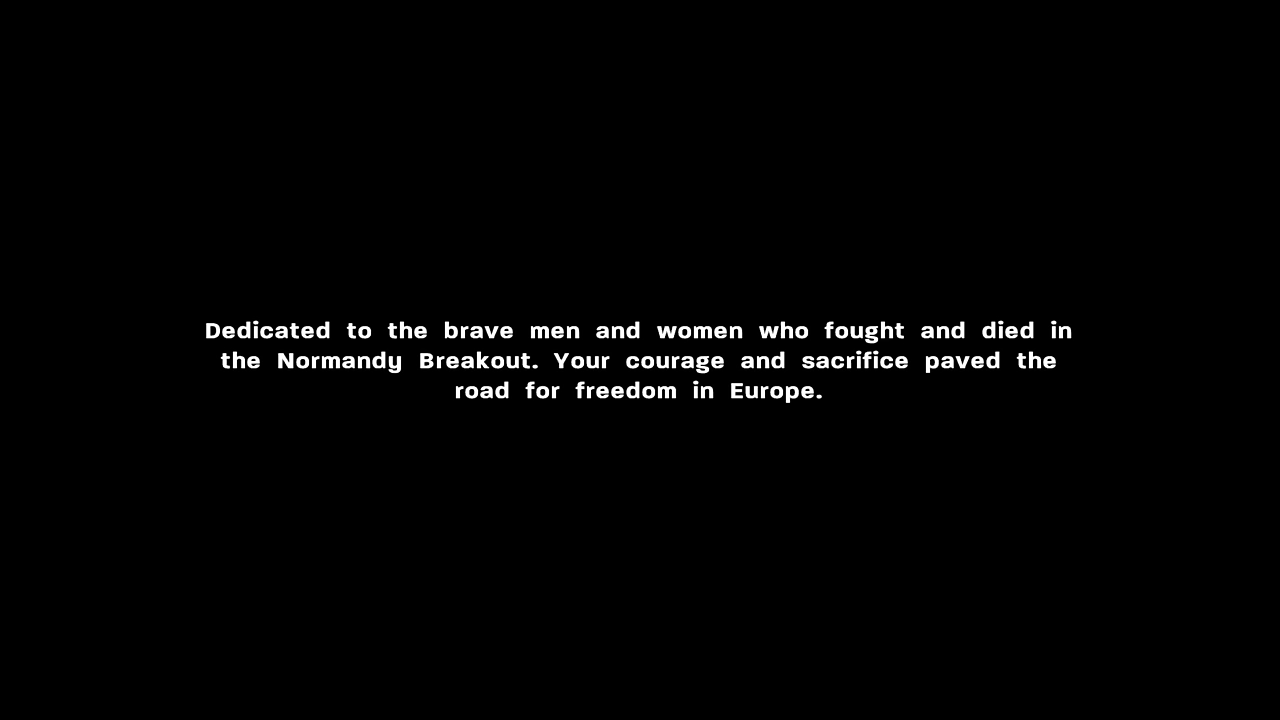 Dedicated to the brave men and women who fought and died in
the Normandy Breakout. Your courage and sacrifice paved the
road for freedom in Europe.